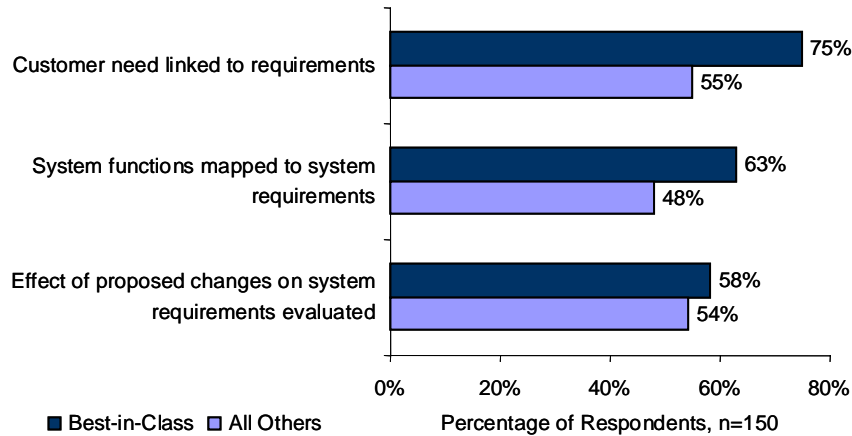 Customer need linked to requirements
75%
55%
System functions mapped to system
requirements
63%
48%
Effect of proposed changes on system
requirements evaluated
58%
54%
0% 20% 40% 60% 80%
Best-in-Class All Others
Percentage of Respondents, n=150